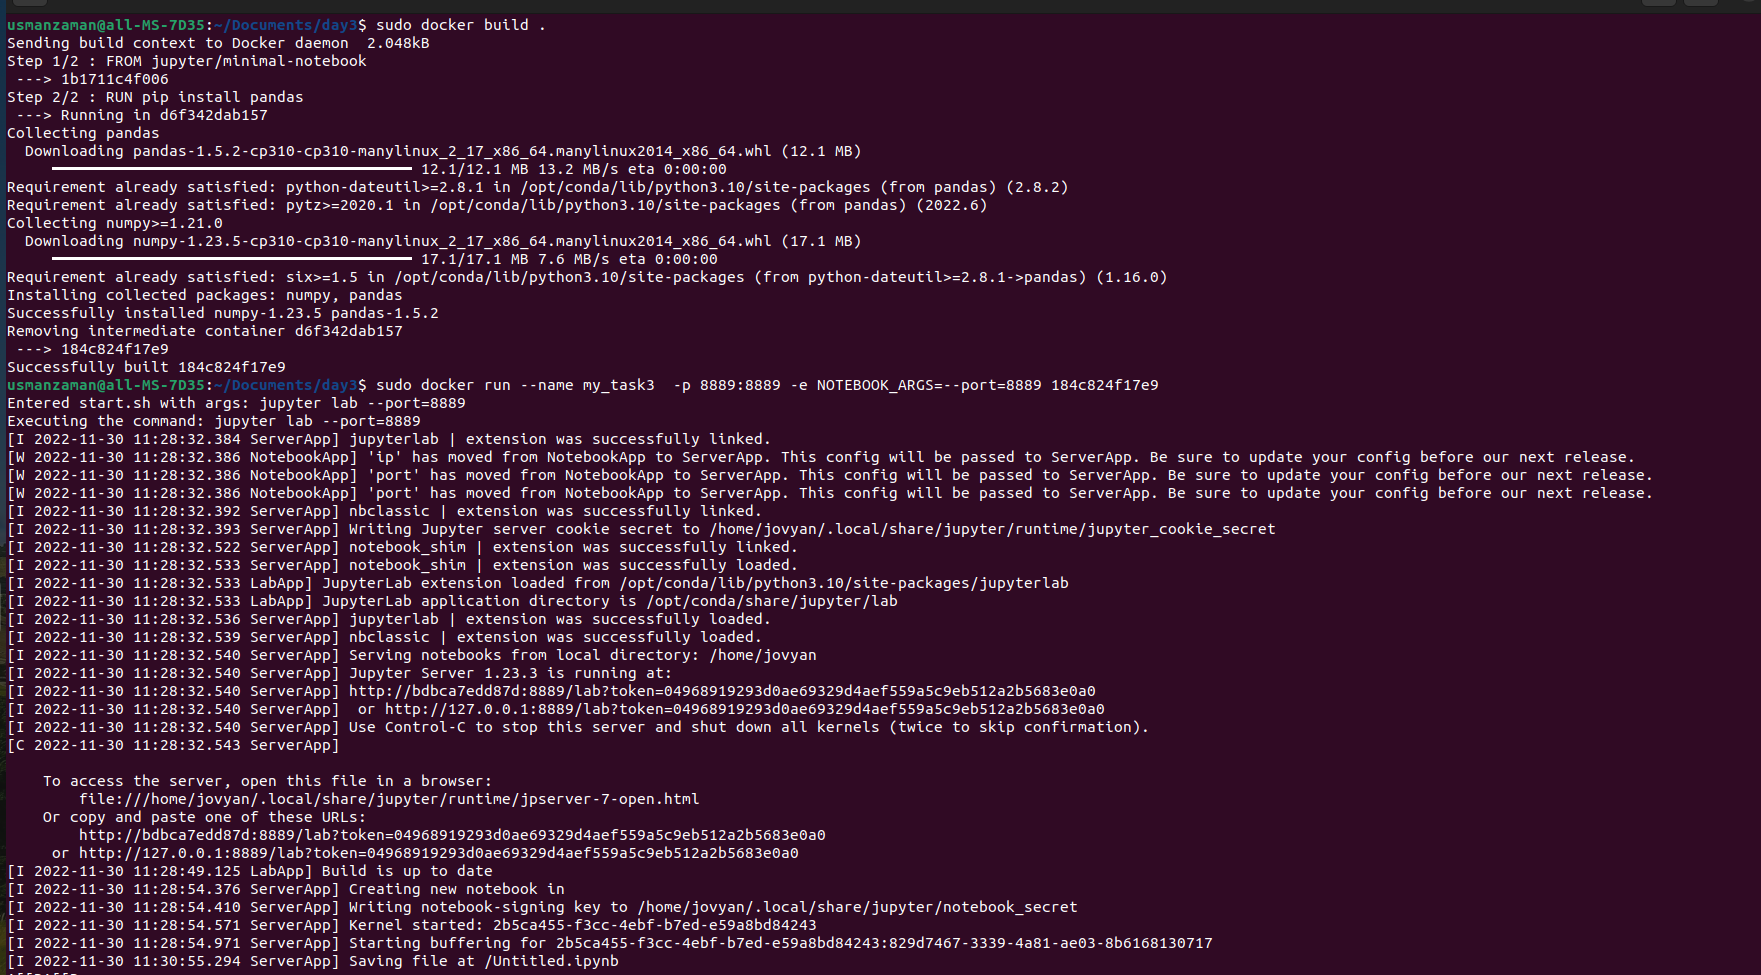 usmanzaman@all-MS-7D35:~/Documents/day3$ sudo docker build .
Sending build context to Docker daemon  2.048kB
Step 1/2 : FROM jupyter/minimal-notebook
 ---> 1b1711c4f006
Step 2/2 : RUN pip install pandas
 ---> Running in d6f342dab157
Collecting pandas
  Downloading pandas-1.5.2-cp310-cp310-manylinux_2_17_x86_64.manylinux2014_x86_64.whl (12.1 MB)
12.1/12.1 MB 13.2 MB/s eta 0:00:00
Requirement already satisfied: python-dateutil>=2.8.1 in /opt/conda/lib/python3.10/site-packages (from pandas) (2.8.2)
Requirement already satisfied: pytz>=2020.1 in /opt/conda/lib/python3.10/site-packages (from pandas) (2022.6)
Collecting numpy>=1.21.0
  Downloading numpy-1.23.5-cp310-cp310-manylinux_2_17_x86_64.manylinux2014_x86_64.whl (17.1 MB)
17.1/17.1 MB 7.6 MB/s eta 0:00:00
Requirement already satisfied: six>=1.5 in /opt/conda/lib/python3.10/site-packages (from python-dateutil>=2.8.1->pandas) (1.16.0)
Installing collected packages: numpy, pandas
Successfully installed numpy-1.23.5 pandas-1.5.2
Removing intermediate container d6f342dab157
 ---> 184c824f17e9
Successfully built 184c824f17e9
usmanzaman@all-MS-7D35:~/Documents/day3$ sudo docker run --name my_task3  -p 8889:8889 -e NOTEBOOK_ARGS=--port=8889 184c824f17e9
Entered start.sh with args: jupyter lab --port=8889
Executing the command: jupyter lab --port=8889
[I 2022-11-30 11:28:32.384 ServerApp] jupyterlab | extension was successfully linked.
[W 2022-11-30 11:28:32.386 NotebookApp] 'ip' has moved from NotebookApp to ServerApp. This config will be passed to ServerApp. Be sure to update your config before our next release.
[W 2022-11-30 11:28:32.386 NotebookApp] 'port' has moved from NotebookApp to ServerApp. This config will be passed to ServerApp. Be sure to update your config before our next release.
[W 2022-11-30 11:28:32.386 NotebookApp] 'port' has moved from NotebookApp to ServerApp. This config will be passed to ServerApp. Be sure to update your config before our next release.
[I 2022-11-30 11:28:32.392 ServerApp] nbclassic | extension was successfully linked.
[I 2022-11-30 11:28:32.393 ServerApp] Writing Jupyter server cookie secret to /home/jovyan/.local/share/jupyter/runtime/jupyter_cookie_secret
[I 2022-11-30 11:28:32.522 ServerApp] notebook_shim | extension was successfully linked.
[I 2022-11-30 11:28:32.533 ServerApp] notebook_shim | extension was successfully loaded.
[I 2022-11-30 11:28:32.533 LabApp] JupyterLab extension loaded from /opt/conda/lib/python3.10/site-packages/jupyterlab
[I 2022-11-30 11:28:32.533 LabApp] JupyterLab application directory is /opt/conda/share/jupyter/lab
[I 2022-11-30 11:28:32.536 ServerApp] jupyterlab | extension was successfully loaded.
[I 2022-11-30 11:28:32.539 ServerApp] nbclassic | extension was successfully loaded.
[I 2022-11-30 11:28:32.540 ServerApp] Serving notebooks from local directory: /home/jovyan
[I 2022-11-30 11:28:32.540 ServerApp] Jupyter Server 1.23.3 is running at:
[I 2022-11-30 11:28:32.540 ServerApp] http://bdbca7edd87d:8889/lab?token=04968919293d0ae69329d4aef559a5c9eb512a2b5683e0a0
[I 2022-11-30 11:28:32.540 ServerApp]  or http://127.0.0.1:8889/lab?token=04968919293d0ae69329d4aef559a5c9eb512a2b5683e0a0
[I 2022-11-30 11:28:32.540 ServerApp] Use Control-C to stop this server and shut down all kernels (twice to skip confirmation).
[C 2022-11-30 11:28:32.543 ServerApp]
    To access the server, open this file in a browser:
        file:///home/jovyan/.local/share/jupyter/runtime/jpserver-7-open.html
    Or copy and paste one of these URLs:
        http://bdbca7edd87d:8889/lab?token=04968919293d0ae69329d4aef559a5c9eb512a2b5683e0a0
     or http://127.0.0.1:8889/lab?token=04968919293d0ae69329d4aef559a5c9eb512a2b5683e0a0
[I 2022-11-30 11:28:49.125 LabApp] Build is up to date
[I 2022-11-30 11:28:54.376 ServerApp] Creating new notebook in
[I 2022-11-30 11:28:54.410 ServerApp] Writing notebook-signing key to /home/jovyan/.local/share/jupyter/notebook_secret
[I 2022-11-30 11:28:54.571 ServerApp] Kernel started: 2b5ca455-f3cc-4ebf-b7ed-e59a8bd84243
[I 2022-11-30 11:28:54.971 ServerApp] Starting buffering for 2b5ca455-f3cc-4ebf-b7ed-e59a8bd84243:829d7467-3339-4a81-ae03-8b6168130717
[I 2022-11-30 11:30:55.294 ServerApp] Saving file at /Untitled.ipynb